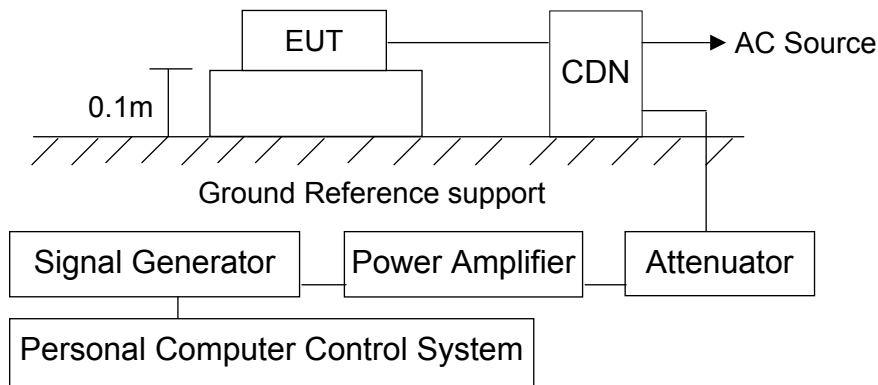 EUT
CDN
AC Source
0.1m
Ground Reference support
Signal Generator
Power Amplifier
Attenuator
Personal Computer Control System